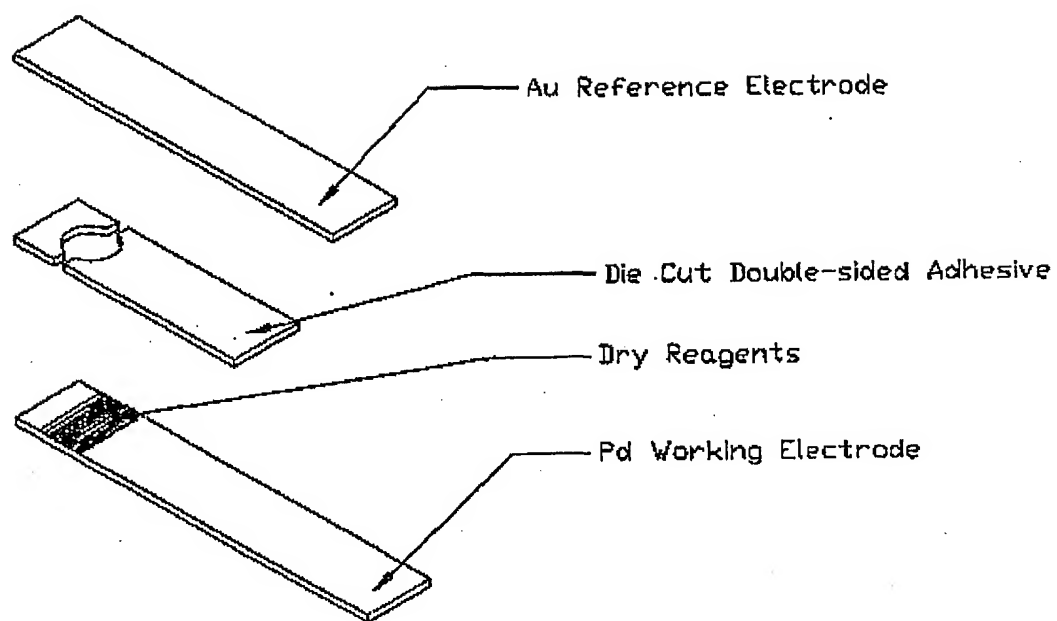 Au Reference Electrode
Die Cut Double-sided Adhesive
Dry Reagents
Pd Working Electrode